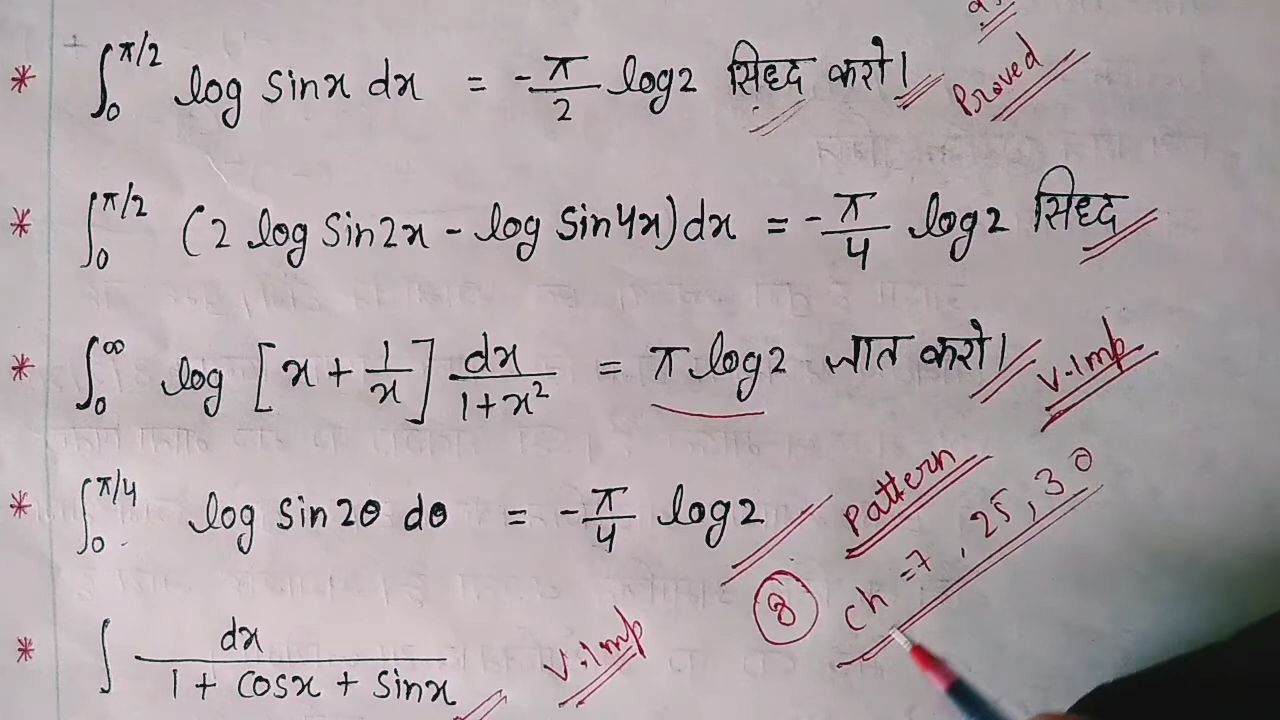 * ∫₀^π/2 log sinx dx = -π/2 log2 सिध्द करो। Proved
* ∫₀^π/2 (2 log sin2x - log sin4x)dx = -π/4 log2 सिध्द
* ∫₀^∞ log [x + 1/x] dx/1+x² = π log2 ज्ञात करो। V.Imp
* ∫₀^π/4 log sin2θ dθ = -π/4 log2
Pattern
⑧ Ch = 7, 25, 30
* ∫ dx/1 + cosx + sinx V.Imp